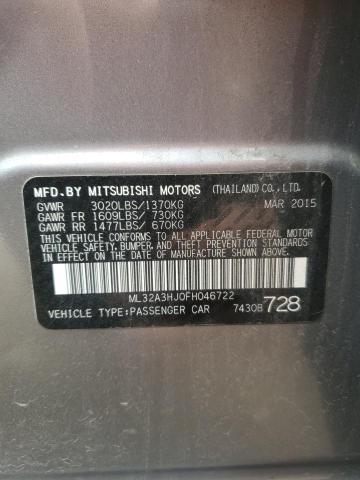 MFD.BY MITSUBISHI MOTORS (THAILAND) CO., LTD.
GVWR 3020LBS/1370KG MAR 2015
GAWR FR 1609LBS/ 730KG
GAWR RR 1477LBS/ 670KG
THIS VEHICLE CONFORMS TO ALL APPLICABLE FEDERAL MOTOR
VEHICLE SAFETY, BUMPER, AND THEFT PREVENTION STANDARDS
IN EFFECT ON THE DATE OF MANUFACTURE SHOWN ABOVE.
ML32A3HJ0FH046722
VEHICLE TYPE:PASSENGER CAR 7430B 728